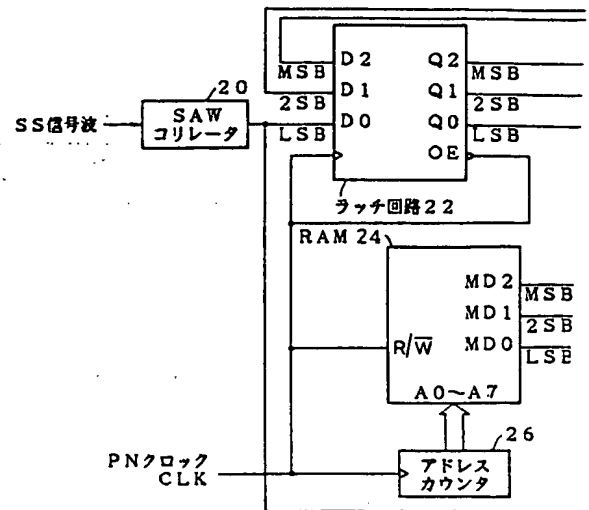 D2 Q2
MSB MSB
20
D1 Q1
2SB 2SB
SS信号波
SAW
コリレータ
D0 Q0
LSB LSB
OE
ラッチ回路22
RAM 24
MD2
MSB
MD1
2SB
R/W̅ MD0
LSB
A0〜A7
26
PNクロック
CLK
アドレス
カウンタ